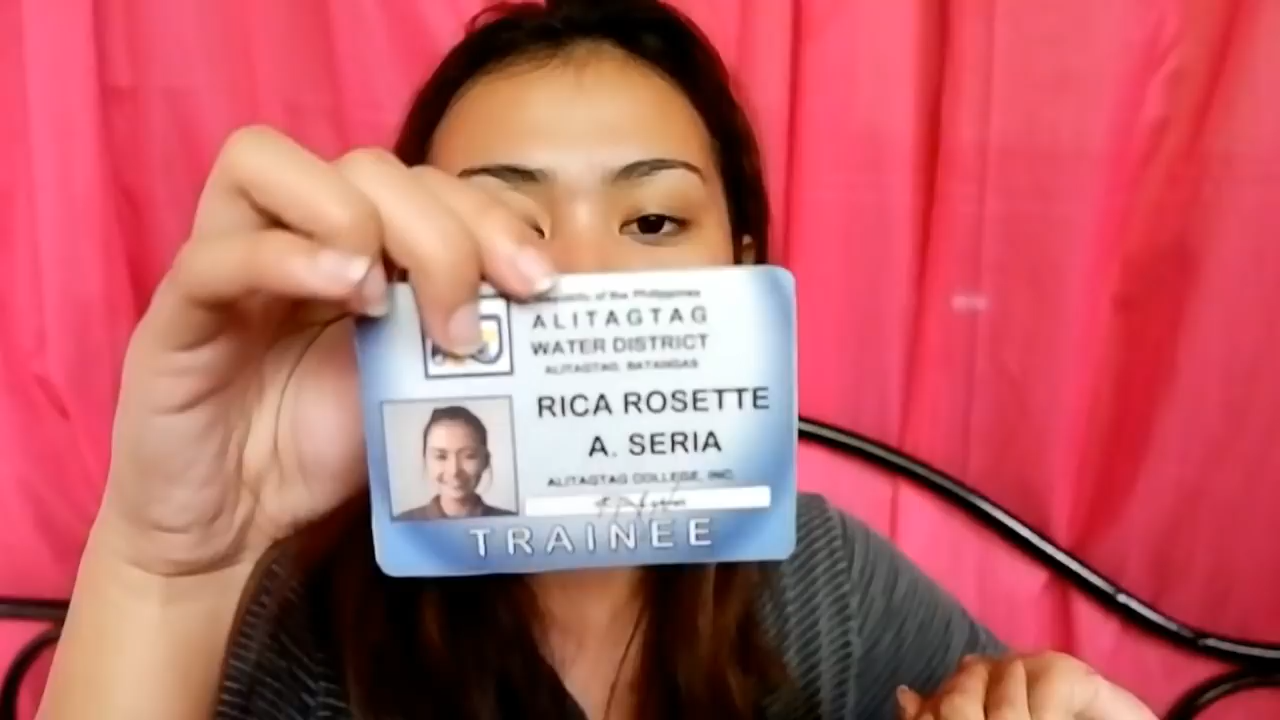 Republic of the Philippines
ALITAGTAG
WATER DISTRICT
ALITAGTAG, BATANGAS
RICA ROSETTE
A. SERIA
ALITAGTAG COLLEGE, INC.
TRAINEE